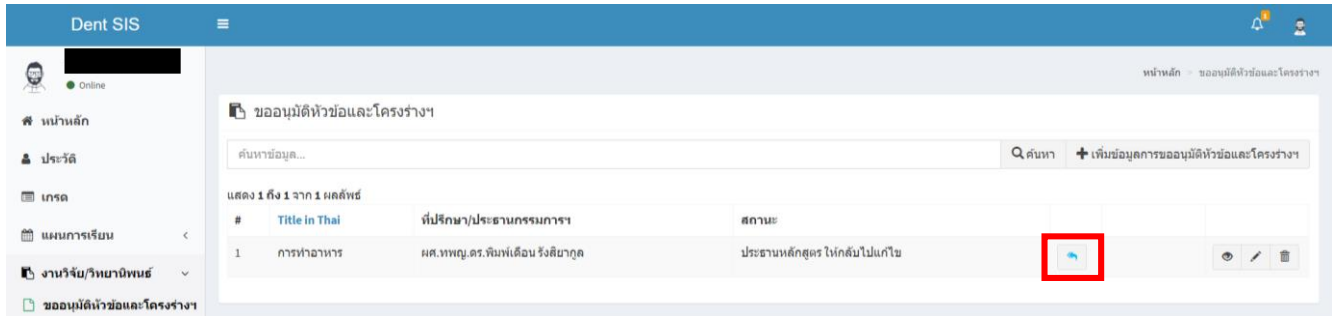 Dent SIS
1
Online
หน้าหลัก > ขออนุมัติหัวข้อและโครงร่างฯ
หน้าหลัก
ประวัติ
เกรด
แผนการเรียน
งานวิจัย/วิทยานิพนธ์
ขออนุมัติหัวข้อและโครงร่างฯ
ขออนุมัติหัวข้อและโครงร่างฯ
ค้นหาข้อมูล...
ค้นหา
เพิ่มข้อมูลการขออนุมัติหัวข้อและโครงร่างฯ
แสดง 1 ถึง 1 จาก 1 ผลลัพธ์
# Title in Thai ที่ปรึกษา/ประธานกรรมการฯ สถานะ
1 การทำอาหาร ผศ.ทพญ.ดร.พิมพ์เดือน รังสิยากูล ประธานหลักสูตร ให้กลับไปแก้ไข